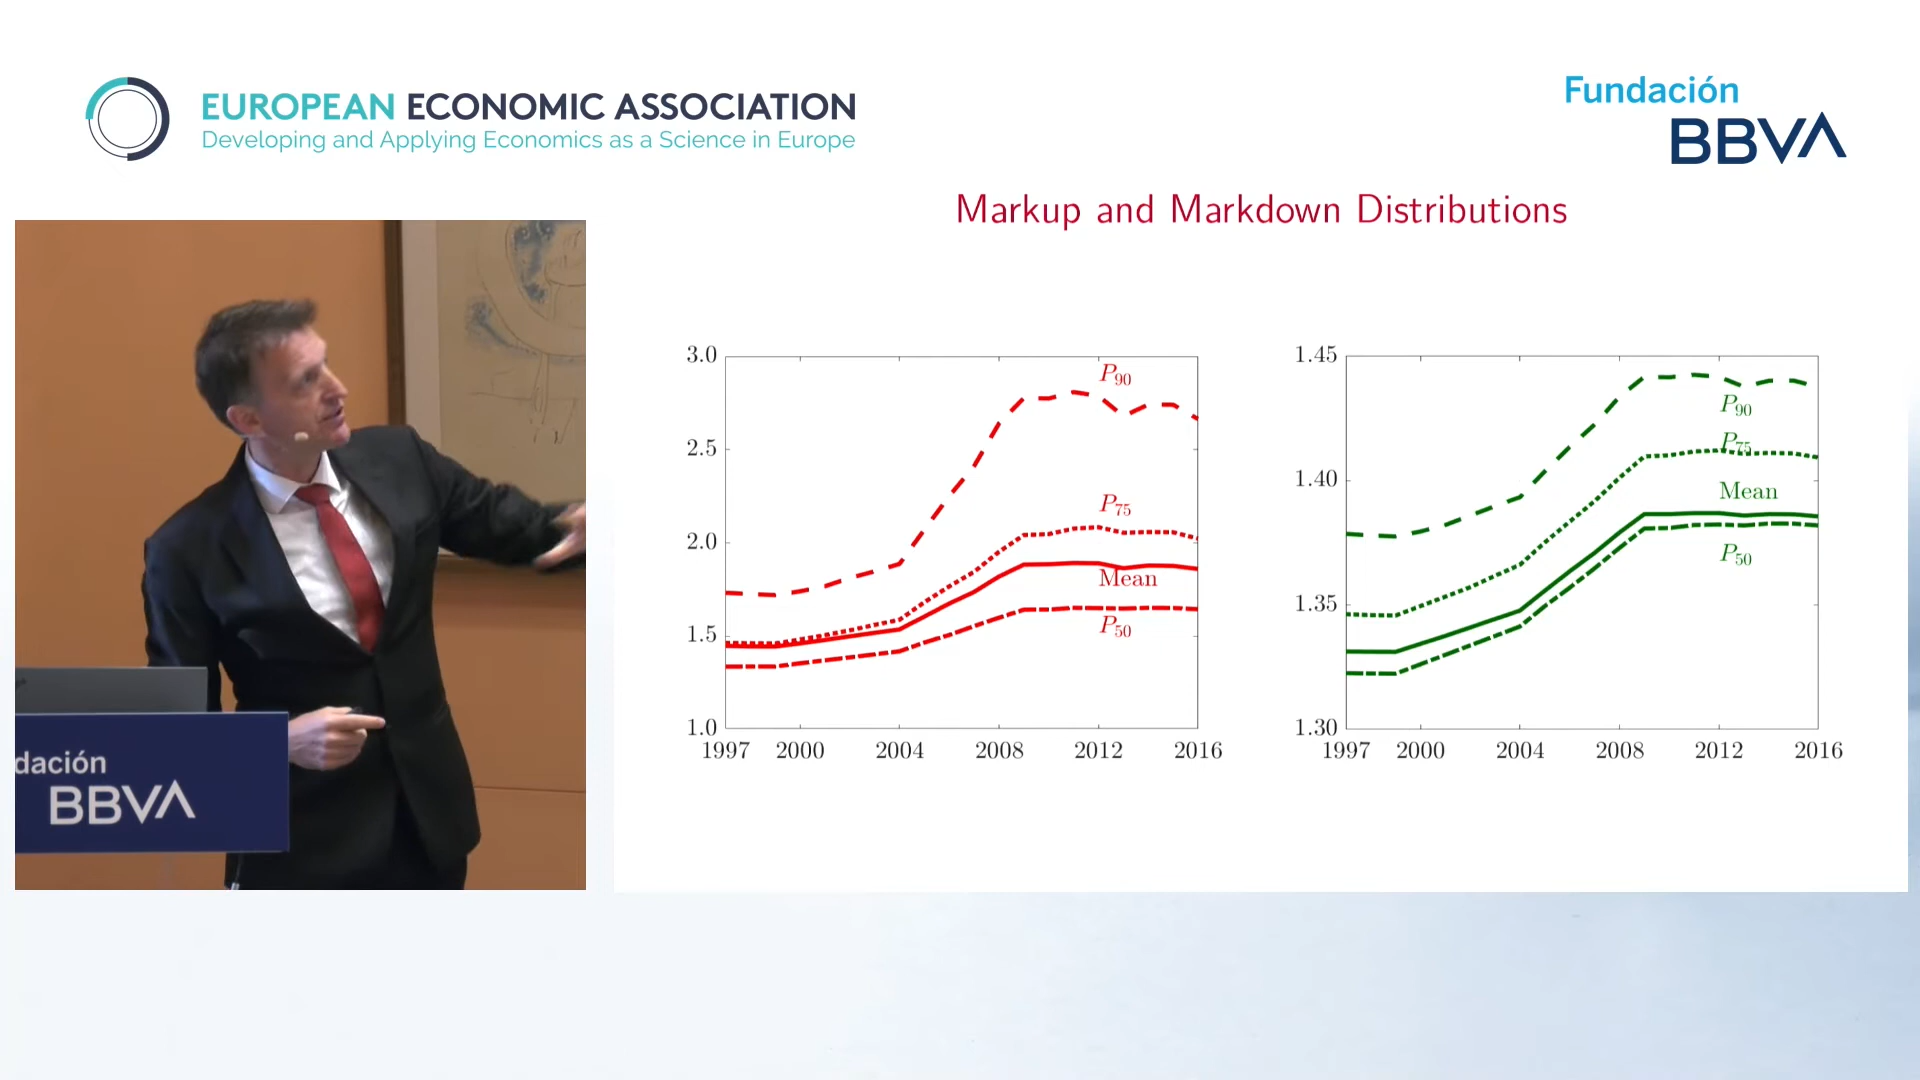 EUROPEAN ECONOMIC ASSOCIATION
Developing and Applying Economics as a Science in Europe
Fundación
BBVA
Markup and Markdown Distributions
3.0
2.5
2.0
1.5
1.0
1997 2000 2004 2008 2012 2016
P90
P75
Mean
P50
1.45
1.40
1.35
1.30
1997 2000 2004 2008 2012 2016
P90
P75
Mean
P50
dación
BBVA